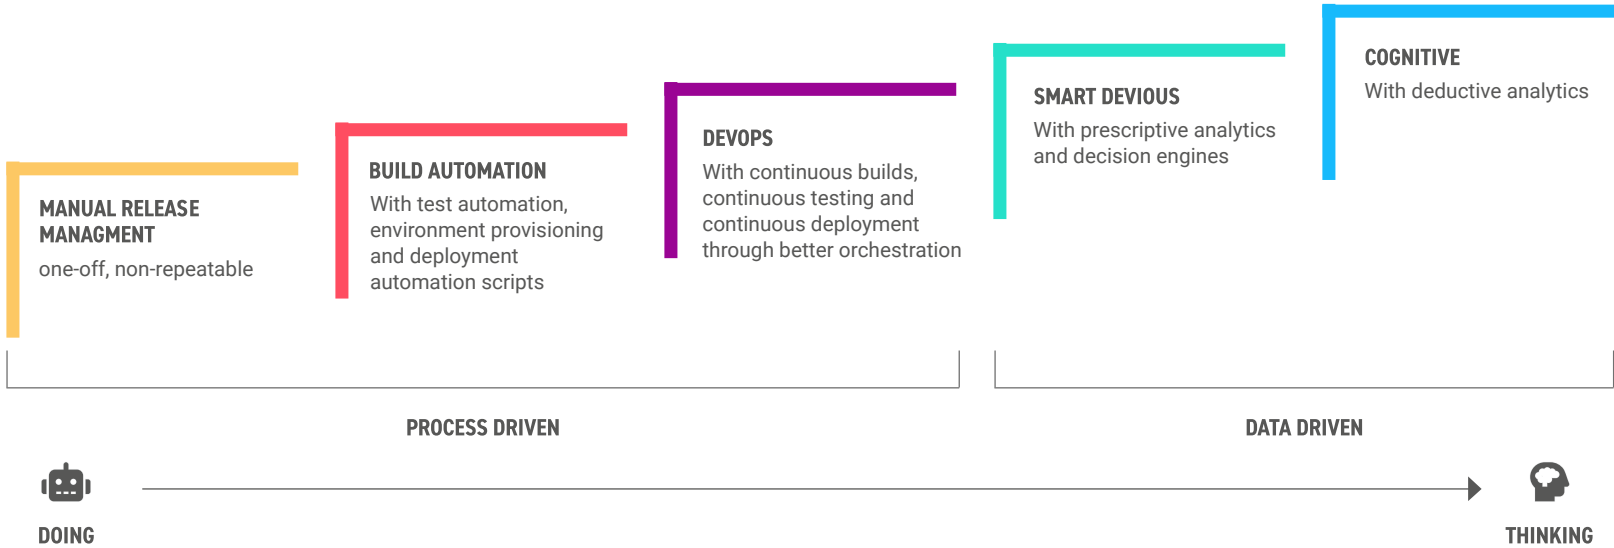 MANUAL RELEASE
MANAGMENT
one-off, non-repeatable
BUILD AUTOMATION
With test automation,
environment provisioning
and deployment
automation scripts
DEVOPS
With continuous builds,
continuous testing and
continuous deployment
through better orchestration
SMART DEVIOUS
With prescriptive analytics
and decision engines
COGNITIVE
With deductive analytics
PROCESS DRIVEN
DATA DRIVEN
DOING
THINKING